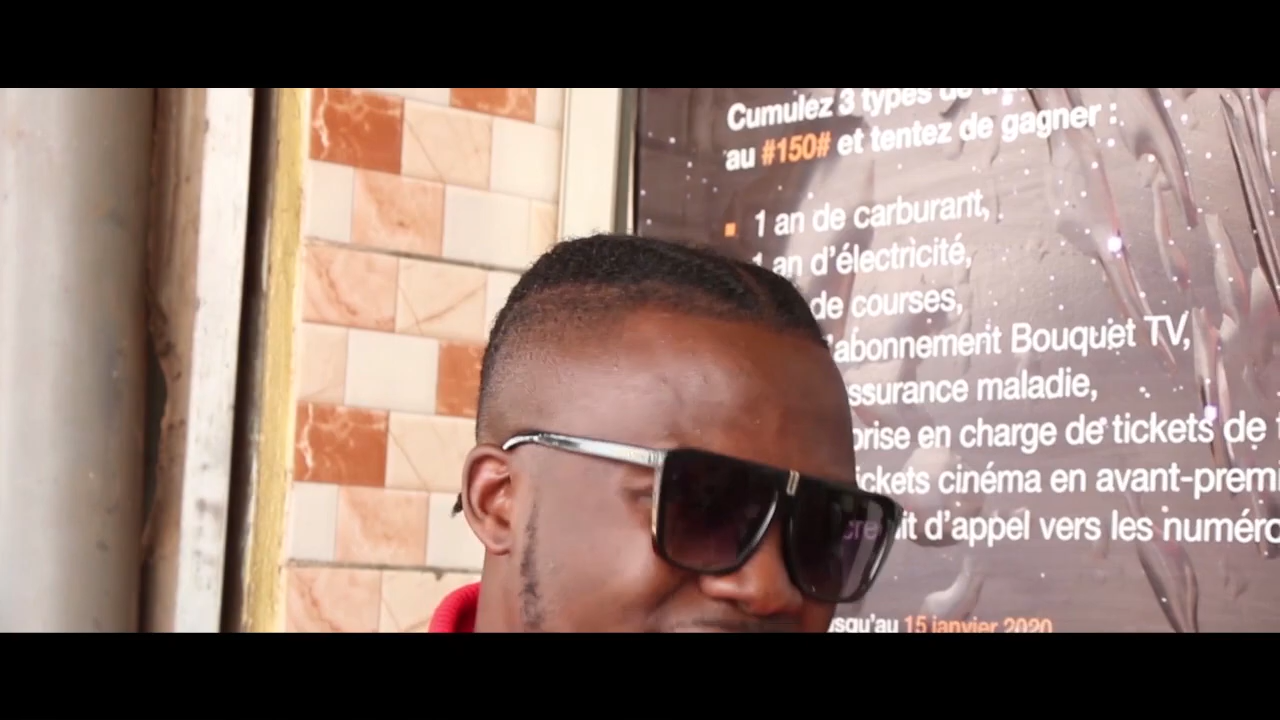 Cumulez 3 types de
au #150# et tentez de gagner :
1 an de carburant,
1 an d'électricité,
de courses,
'abonnement Bouquet TV,
ssurance maladie,
prise en charge de tickets de
ickets cinéma en avant-premi
it d'appel vers les numéro
usqu'au 15 janvier 2020